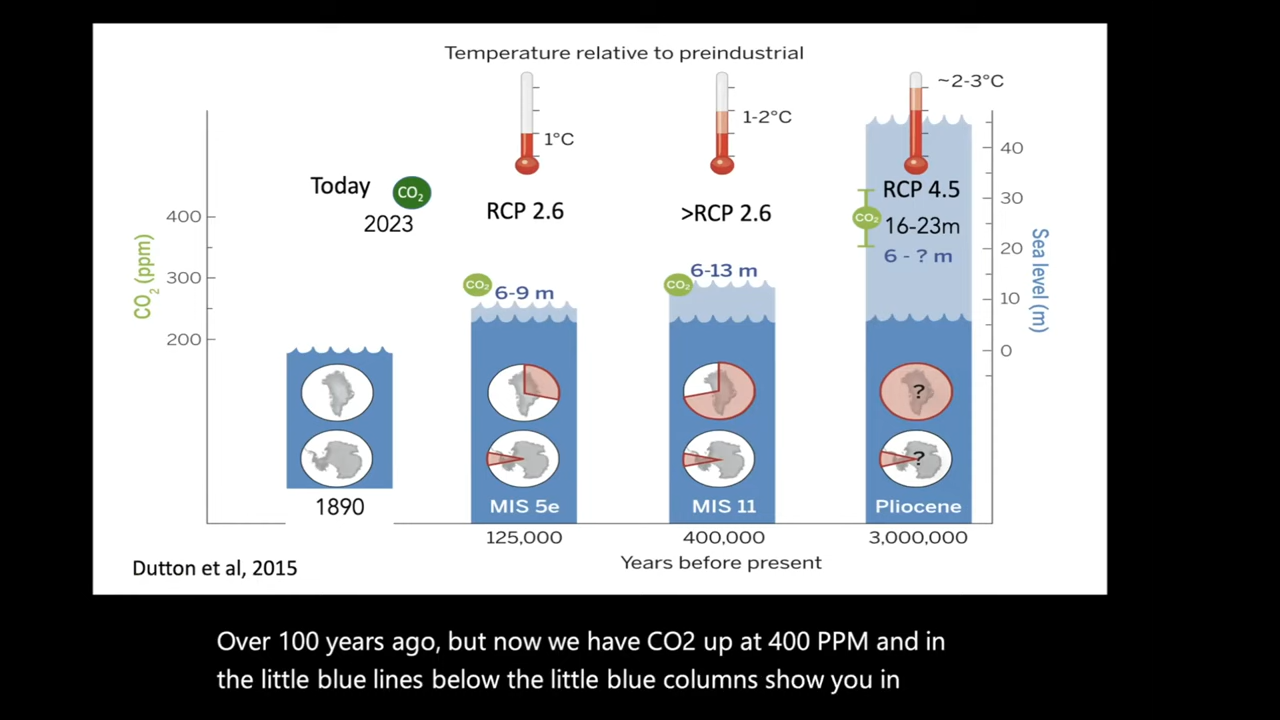 Temperature relative to preindustrial
~2-3°C
1-2°C
1°C
Today
CO2
2023
RCP 2.6
>RCP 2.6
RCP 4.5
CO2
16-23m
6 - ? m
400
300
200
CO2 (ppm)
40
30
20
10
0
Sea level (m)
CO2
6-9 m
CO2
6-13 m
?
?
1890
MIS 5e
MIS 11
Pliocene
125,000
400,000
3,000,000
Years before present
Dutton et al, 2015
Over 100 years ago, but now we have CO2 up at 400 PPM and in
the little blue lines below the little blue columns show you in